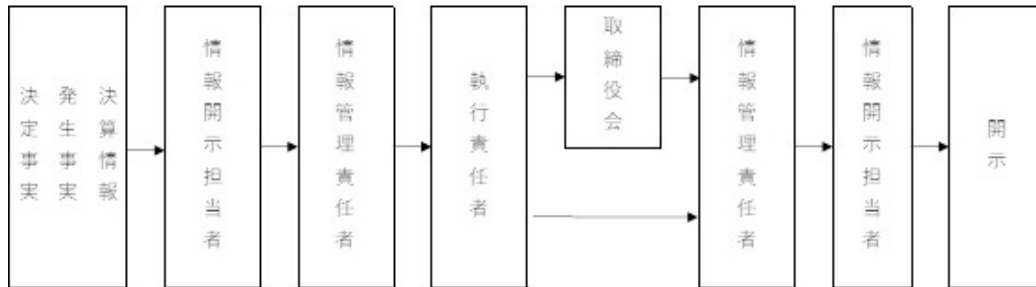 決算情報
発生事実
決定事実
情報開示担当者
情報管理責任者
執行責任者
取締役会
情報管理責任者
情報開示担当者
開示